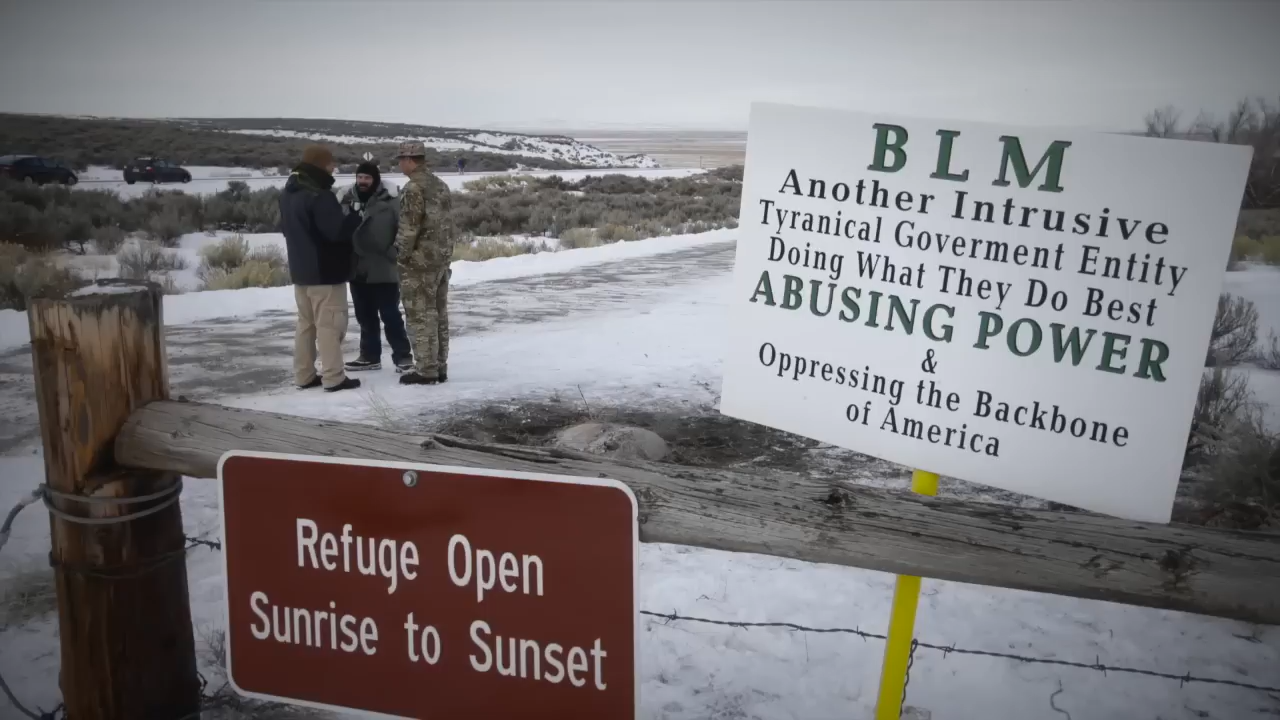 BLM
Another Intrusive
Tyranical Goverment Entity
Doing What They Do Best
ABUSING POWER
&
Oppressing the Backbone
of America
Refuge Open
Sunrise to Sunset